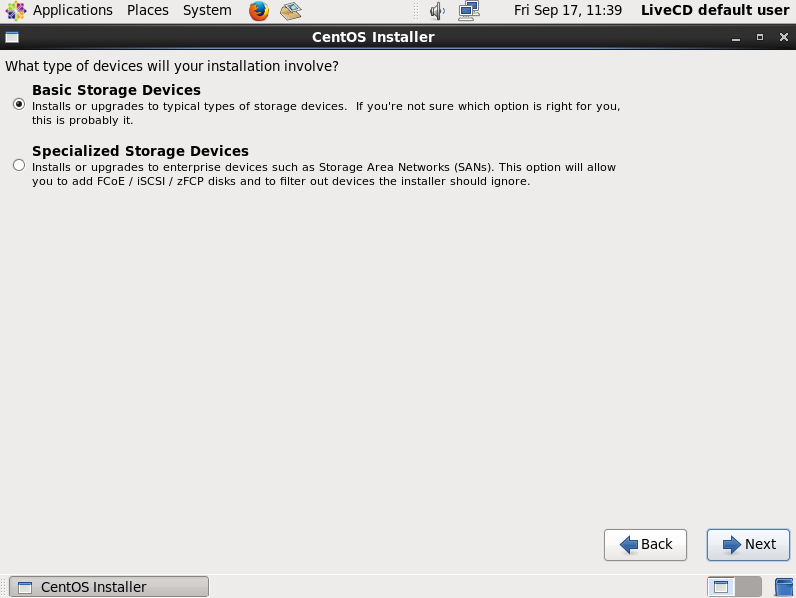 Applications Places System Fri Sep 17, 11:39 LiveCD default user
CentOS Installer
What type of devices will your installation involve?
Basic Storage Devices
Installs or upgrades to typical types of storage devices.  If you're not sure which option is right for you,
this is probably it.
Specialized Storage Devices
Installs or upgrades to enterprise devices such as Storage Area Networks (SANs). This option will allow
you to add FCoE / iSCSI / zFCP disks and to filter out devices the installer should ignore.
Back Next
CentOS Installer